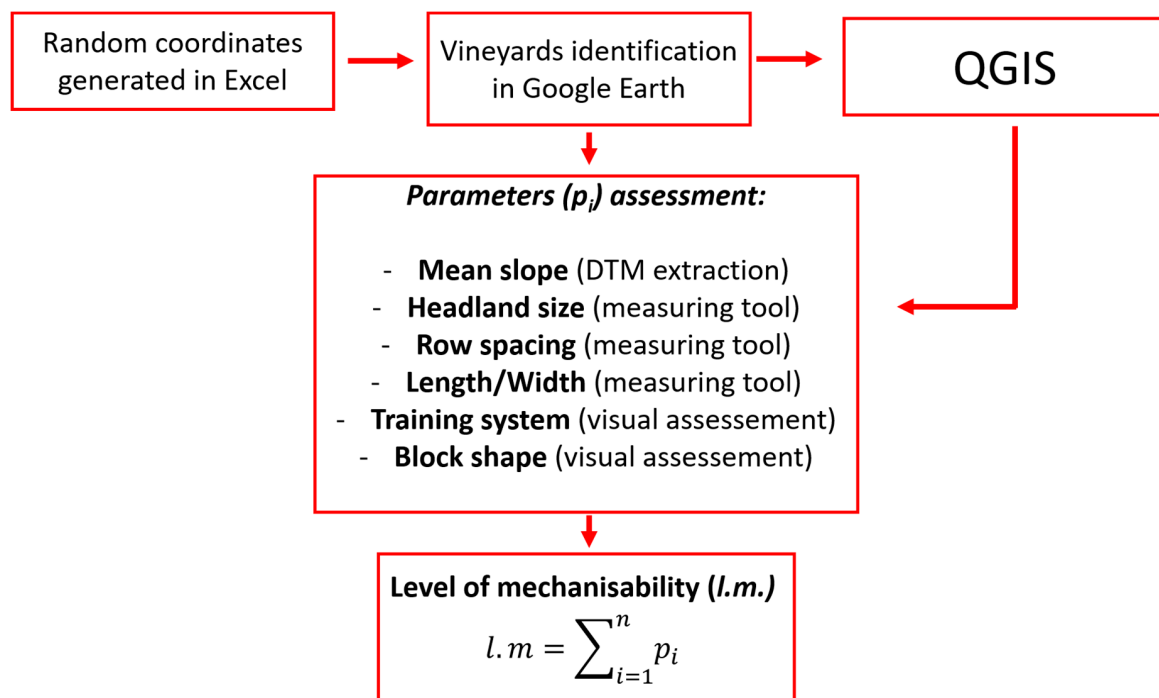 Random coordinates
generated in Excel
Vineyards identification
in Google Earth
QGIS
Parameters (pᵢ) assessment:
- Mean slope (DTM extraction)
- Headland size (measuring tool)
- Row spacing (measuring tool)
- Length/Width (measuring tool)
- Training system (visual assessement)
- Block shape (visual assessement)
Level of mechanisability (l.m.)
l.m = ∑ⁿᵢ₌₁ pᵢ